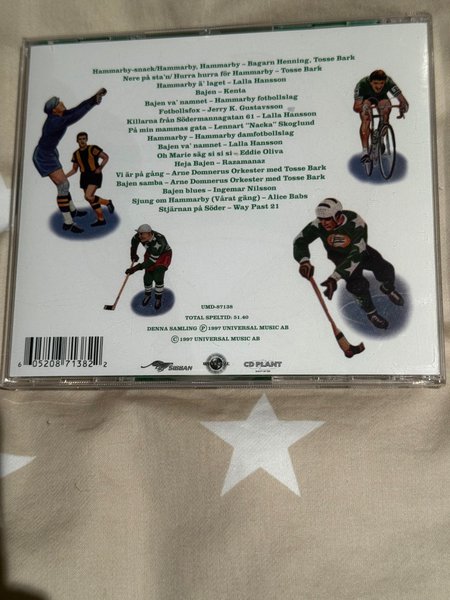 Hammarby-snack/Hammarby, Hammarby – Bagarn Henning, Tosse Bark
Nere på sta'n/ Hurra hurra för Hammarby – Tosse Bark
Hammarby ä' laget – Lalla Hansson
Bajen – Kenta
Bajen va' namnet – Hammarby fotbollslag
Fotbollsfox – Jerry K. Gustavsson
Killarna från Södermannagatan 61 – Lalla Hansson
På min mammas gata – Lennart "Nacka" Skoglund
Hammarby – Hammarby damfotbollslag
Bajen va' namnet – Lalla Hansson
Oh Marie säg si si si – Eddie Oliva
Heja Bajen – Razamanaz
Vi är på gång – Arne Domnerus Orkester med Tosse Bark
Bajen samba – Arne Domnerus Orkester med Tosse Bark
Bajen blues – Ingemar Nilsson
Sjung om Hammarby (Vårat gäng) – Alice Babs
Stjärnan på Söder – Way Past 21
UMD-87138
TOTAL SPELTID: 51.40
DENNA SAMLING Ⓟ 1997 UNIVERSAL MUSIC AB
© 1997 UNIVERSAL MUSIC AB
6 05208 71382 2
CD PLANT